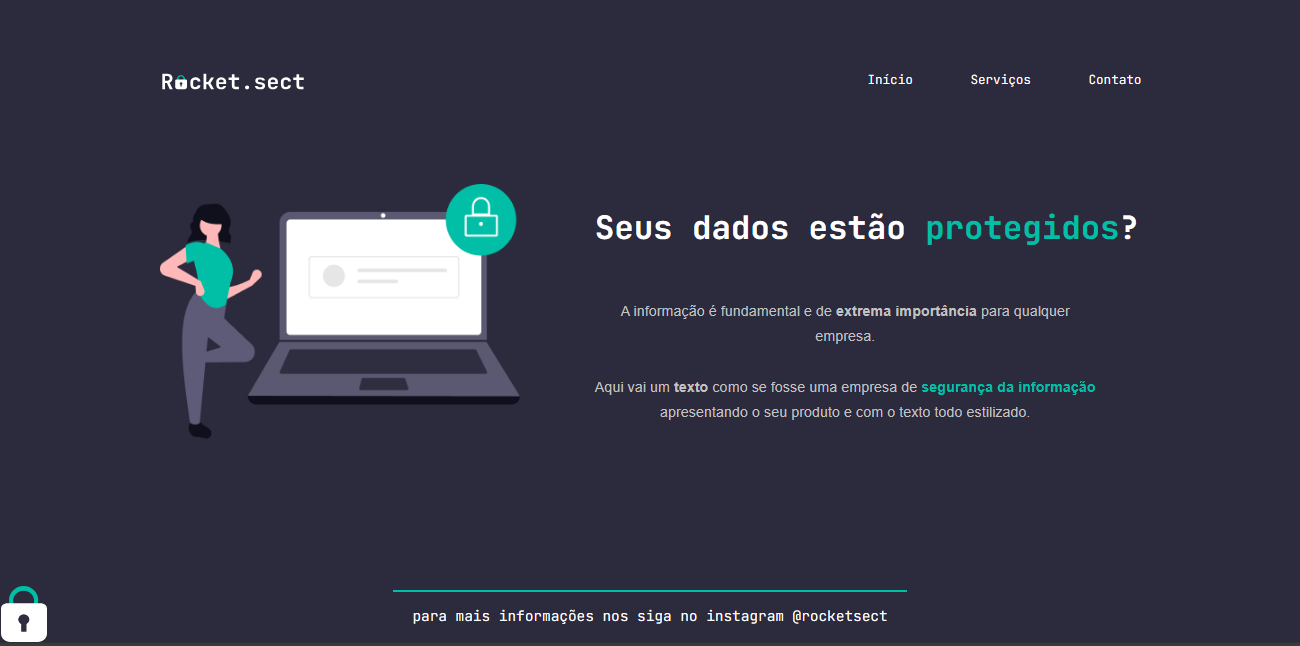 Rocket.sect
Início Serviços Contato
Seus dados estão protegidos?
A informação é fundamental e de extrema importância para qualquer
empresa.
Aqui vai um texto como se fosse uma empresa de segurança da informação
apresentando o seu produto e com o texto todo estilizado.
para mais informações nos siga no instagram @rocketsect